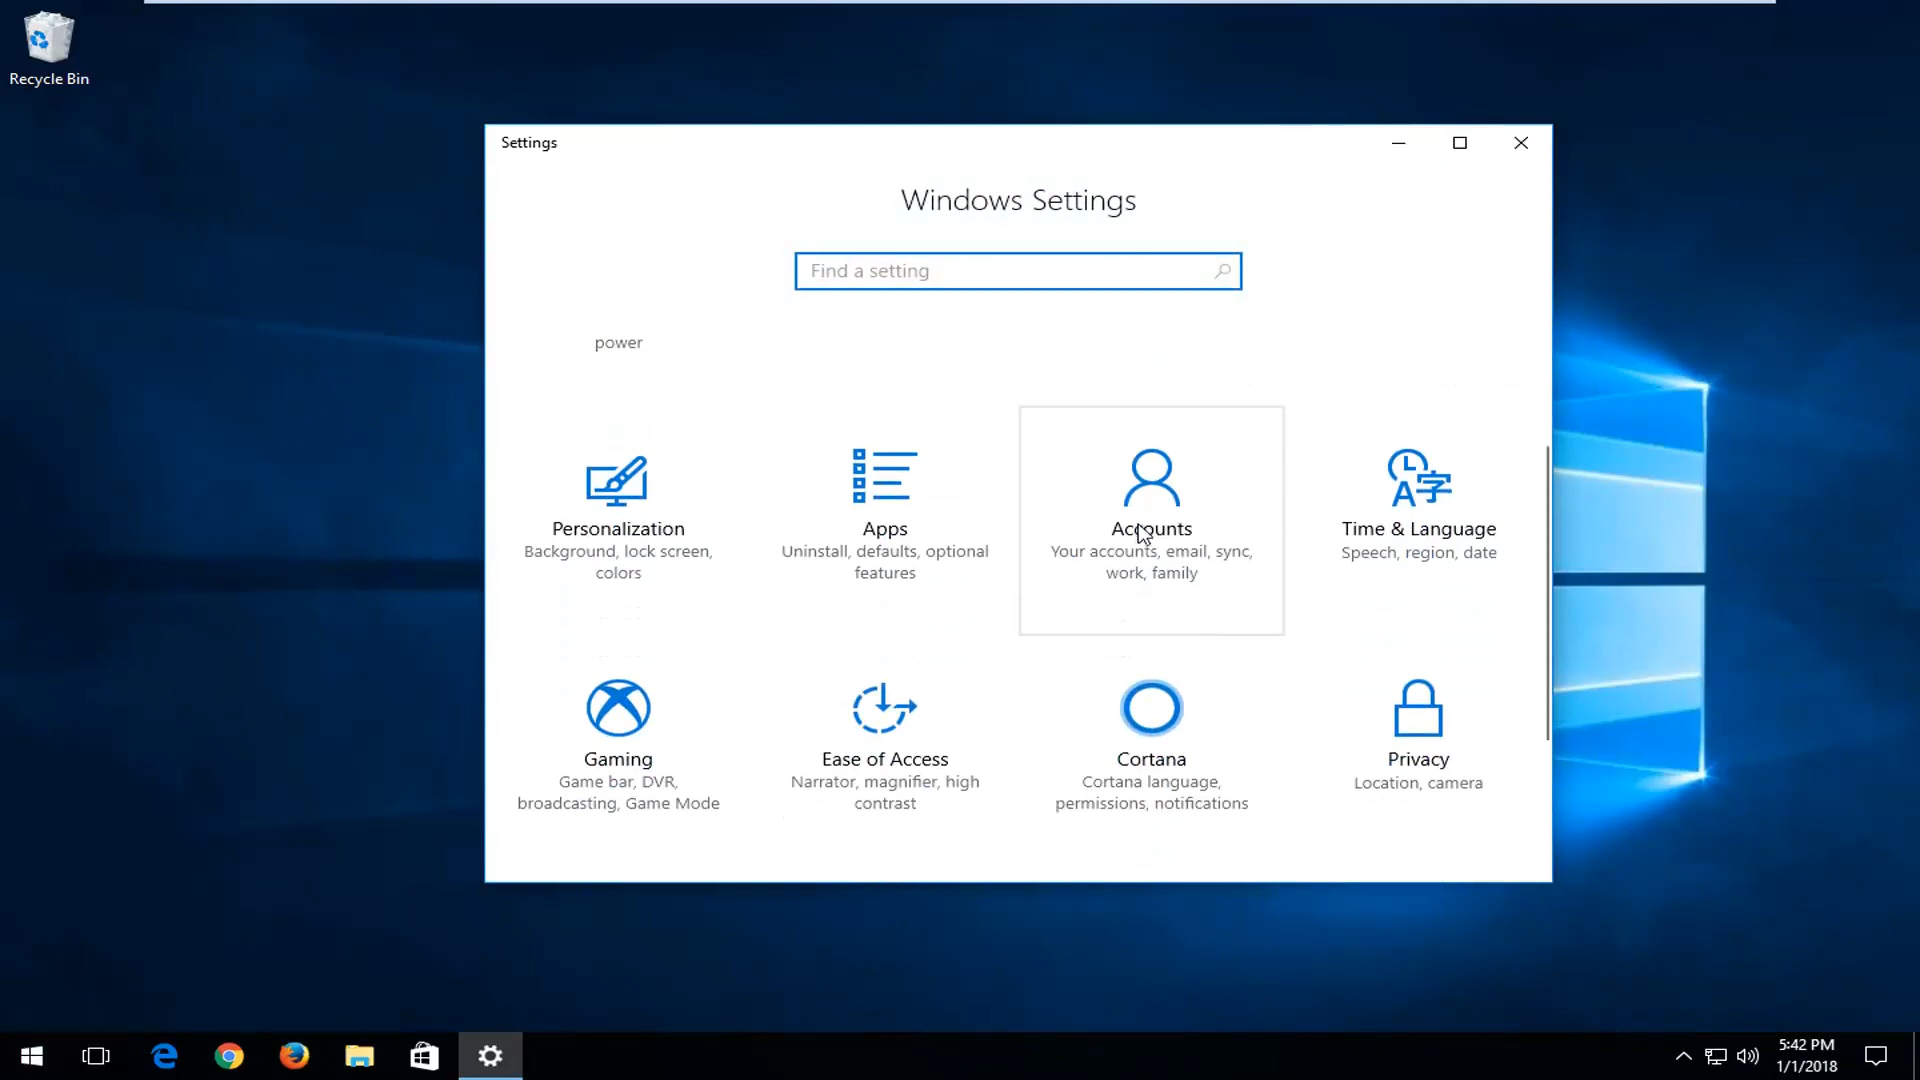 Recycle Bin
Settings
Windows Settings
Find a setting
power
Personalization
Background, lock screen,
colors
Apps
Uninstall, defaults, optional
features
Accounts
Your accounts, email, sync,
work, family
Time & Language
Speech, region, date
Gaming
Game bar, DVR,
broadcasting, Game Mode
Ease of Access
Narrator, magnifier, high
contrast
Cortana
Cortana language,
permissions, notifications
Privacy
Location, camera
5:42 PM
1/1/2018